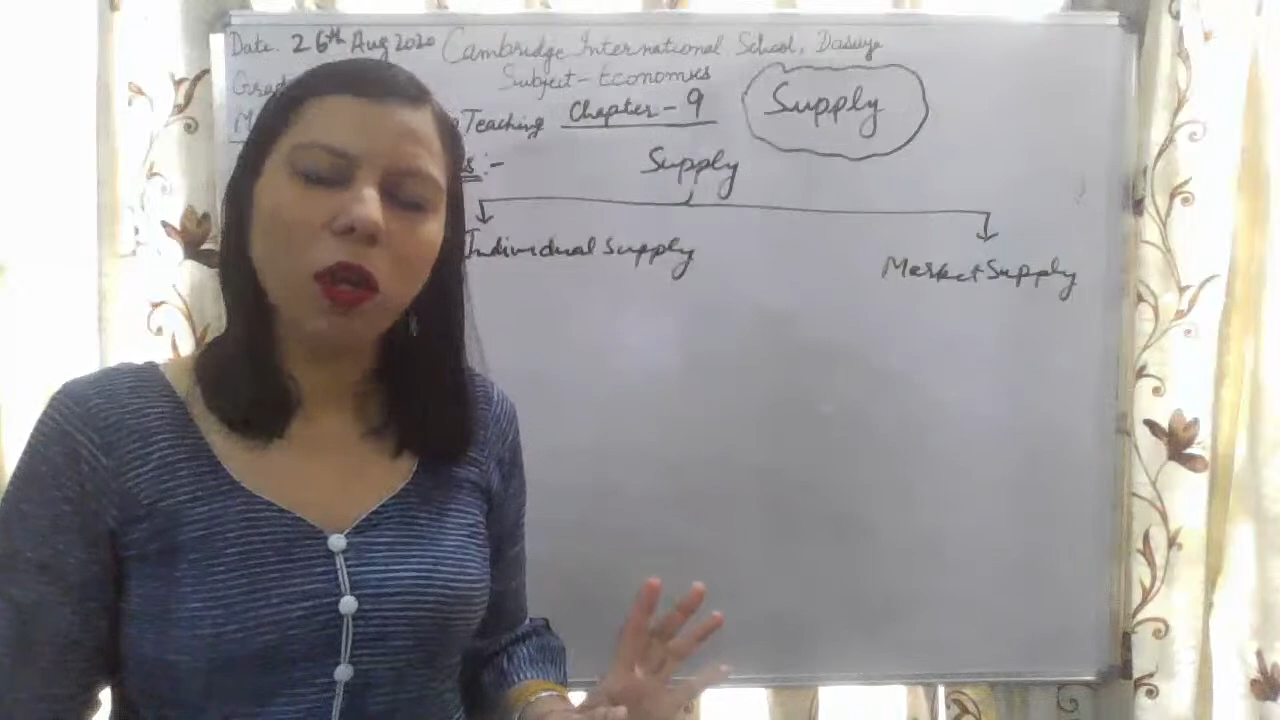 Date. 26th Aug 2020 Cambridge International School, Dasuya
Subject - Economics
Teaching Chapter - 9 Supply
:- Supply
Individual Supply
Market Supply